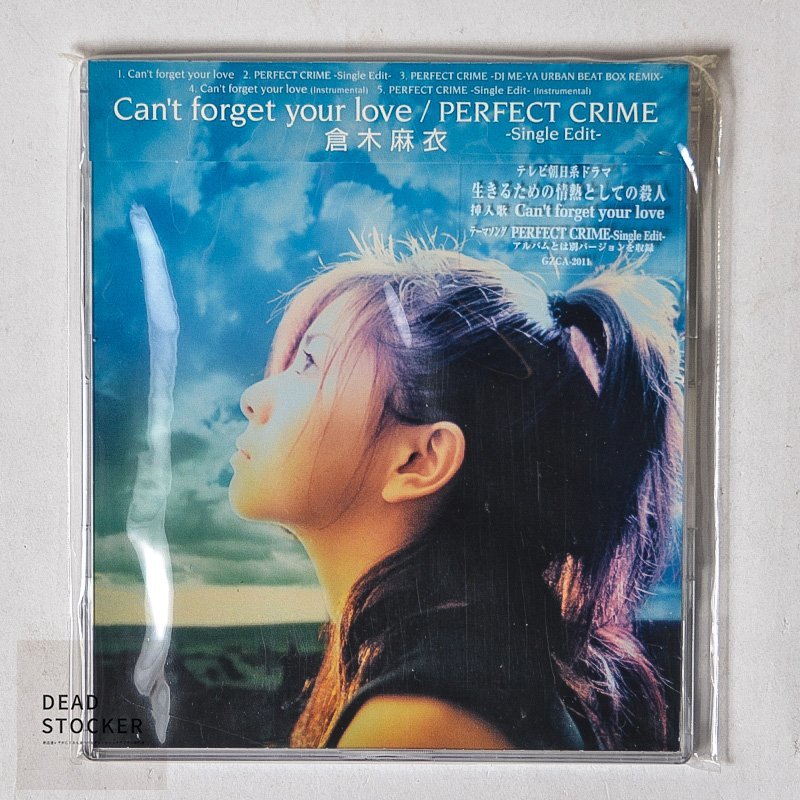 1. Can't forget your love 2. PERFECT CRIME -Single Edit- 3. PERFECT CRIME -DJ ME-YA URBAN BEAT BOX REMIX-
4. Can't forget your love (Instrumental) 5. PERFECT CRIME -Single Edit- (Instrumental)
Can't forget your love / PERFECT CRIME
-Single Edit-
倉木麻衣
テレビ朝日系ドラマ
生きるための情熱としての殺人
挿入歌 Can't forget your love
テーマソング PERFECT CRIME-Single Edit-
アルバムとは別バージョンを収録
GZCA-2011
DEAD
STOCKER